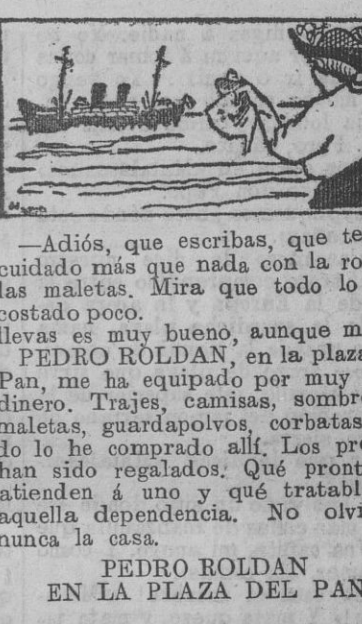 —Adiós, que escribas, que te
cuidado más que nada con la ro
las maletas. Mira que todo lo
costado poco.
llevas es muy bueno, aunque m
PEDRO ROLDAN, en la plaza
Pan, me ha equipado por muy
dinero. Trajes, camisas, sombre
maletas, guardapolvos, corbatas
do lo he comprado allí. Los pre
han sido regalados. Qué pront
atienden á uno y qué tratabl
aquella dependencia. No olvi
nunca la casa.
PEDRO ROLDAN
EN LA PLAZA DEL PAN